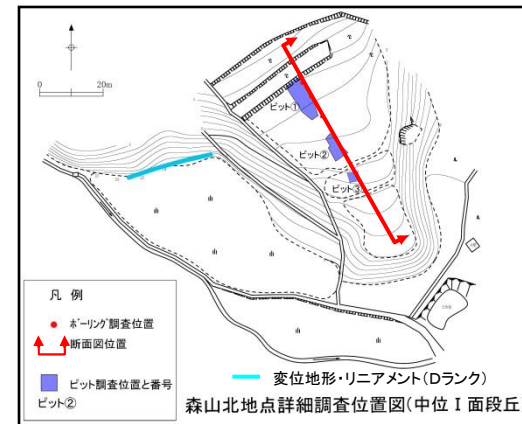 0 20m
ピット①
ピット②
ピット③
凡 例
ボーリング調査位置
断面図位置
ピット調査位置と番号
ピット②
変位地形・リニアメント(Dランク)
森山北地点詳細調査位置図(中位Ⅰ面段丘